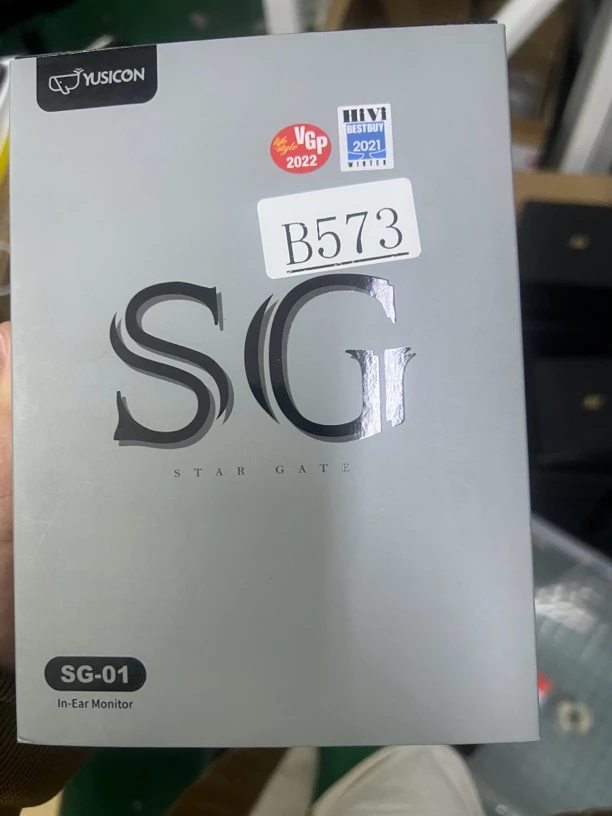 YUSICON
life style
VGP
2022
HiVi
BESTBUY
2021
WINTER
B573
SG
STAR GATE
SG-01
In-Ear Monitor